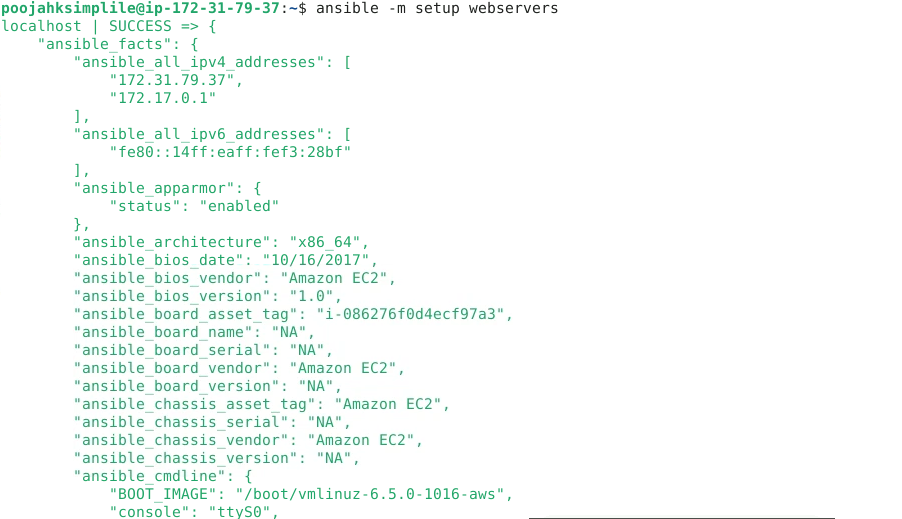 poojahksimplile@ip-172-31-79-37:~$ ansible -m setup webservers
localhost | SUCCESS => {
    "ansible_facts": {
        "ansible_all_ipv4_addresses": [
            "172.31.79.37",
            "172.17.0.1"
        ],
        "ansible_all_ipv6_addresses": [
            "fe80::14ff:eaff:fef3:28bf"
        ],
        "ansible_apparmor": {
            "status": "enabled"
        },
        "ansible_architecture": "x86_64",
        "ansible_bios_date": "10/16/2017",
        "ansible_bios_vendor": "Amazon EC2",
        "ansible_bios_version": "1.0",
        "ansible_board_asset_tag": "i-086276f0d4ecf97a3",
        "ansible_board_name": "NA",
        "ansible_board_serial": "NA",
        "ansible_board_vendor": "Amazon EC2",
        "ansible_board_version": "NA",
        "ansible_chassis_asset_tag": "Amazon EC2",
        "ansible_chassis_serial": "NA",
        "ansible_chassis_vendor": "Amazon EC2",
        "ansible_chassis_version": "NA",
        "ansible_cmdline": {
            "BOOT_IMAGE": "/boot/vmlinuz-6.5.0-1016-aws",
            "console": "ttyS0",